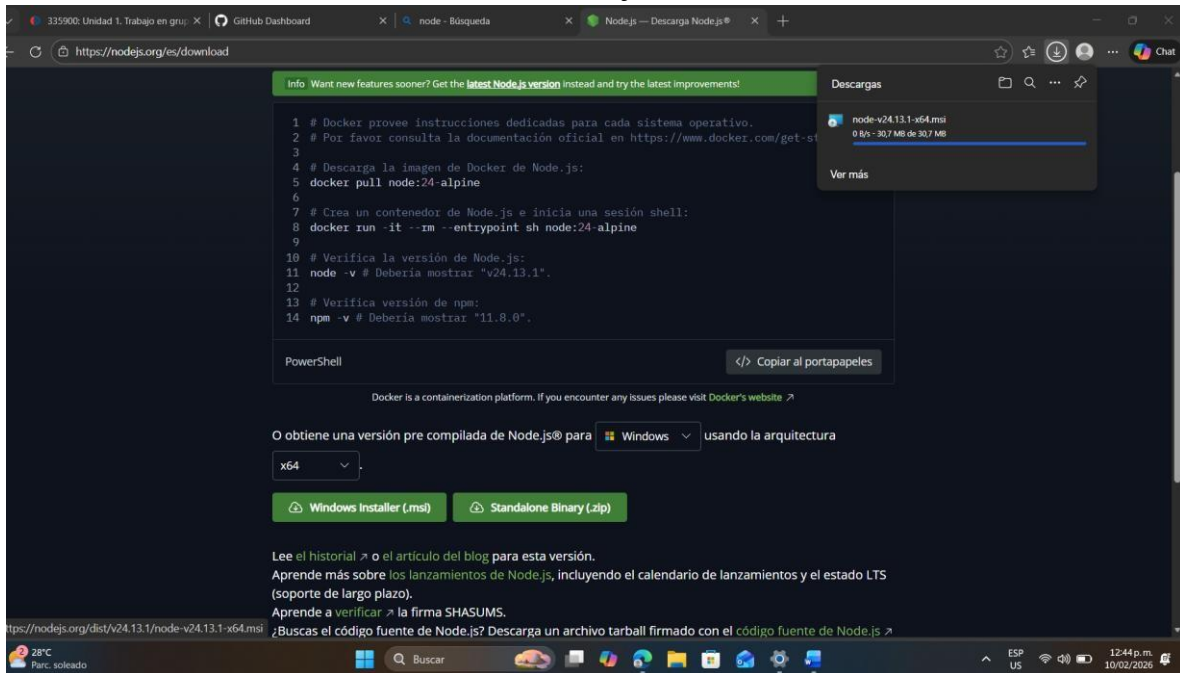 335900: Unidad 1. Trabajo en grup
GitHub Dashboard
node - Búsqueda
Node.js — Descarga Node.js®
https://nodejs.org/es/download
Chat
Info Want new features sooner? Get the latest Node.js version instead and try the latest improvements!
Descargas
node-v24.13.1-x64.msi
0 B/s - 30,7 MB de 30,7 MB
Ver más
1 # Docker provee instrucciones dedicadas para cada sistema operativo.
2 # Por favor consulta la documentación oficial en https://www.docker.com/get-st
3
4 # Descarga la imagen de Docker de Node.js:
5 docker pull node:24-alpine
6
7 # Crea un contenedor de Node.js e inicia una sesión shell:
8 docker run -it --rm --entrypoint sh node:24-alpine
9
10 # Verifica la versión de Node.js:
11 node -v # Debería mostrar "v24.13.1".
12
13 # Verifica versión de npm:
14 npm -v # Debería mostrar "11.8.0".
PowerShell
</> Copiar al portapapeles
Docker is a containerization platform. If you encounter any issues please visit Docker's website ↗
O obtiene una versión pre compilada de Node.js® para Windows usando la arquitectura
x64 .
Windows Installer (.msi) Standalone Binary (.zip)
Lee el historial ↗ o el artículo del blog para esta versión.
Aprende más sobre los lanzamientos de Node.js, incluyendo el calendario de lanzamientos y el estado LTS
(soporte de largo plazo).
Aprende a verificar ↗ la firma SHASUMS.
¿Buscas el código fuente de Node.js? Descarga un archivo tarball firmado con el código fuente de Node.js ↗
ttps://nodejs.org/dist/v24.13.1/node-v24.13.1-x64.msi
2
28°C
Parc. soleado
Buscar
ESP
US
12:44 p.m.
10/02/2026